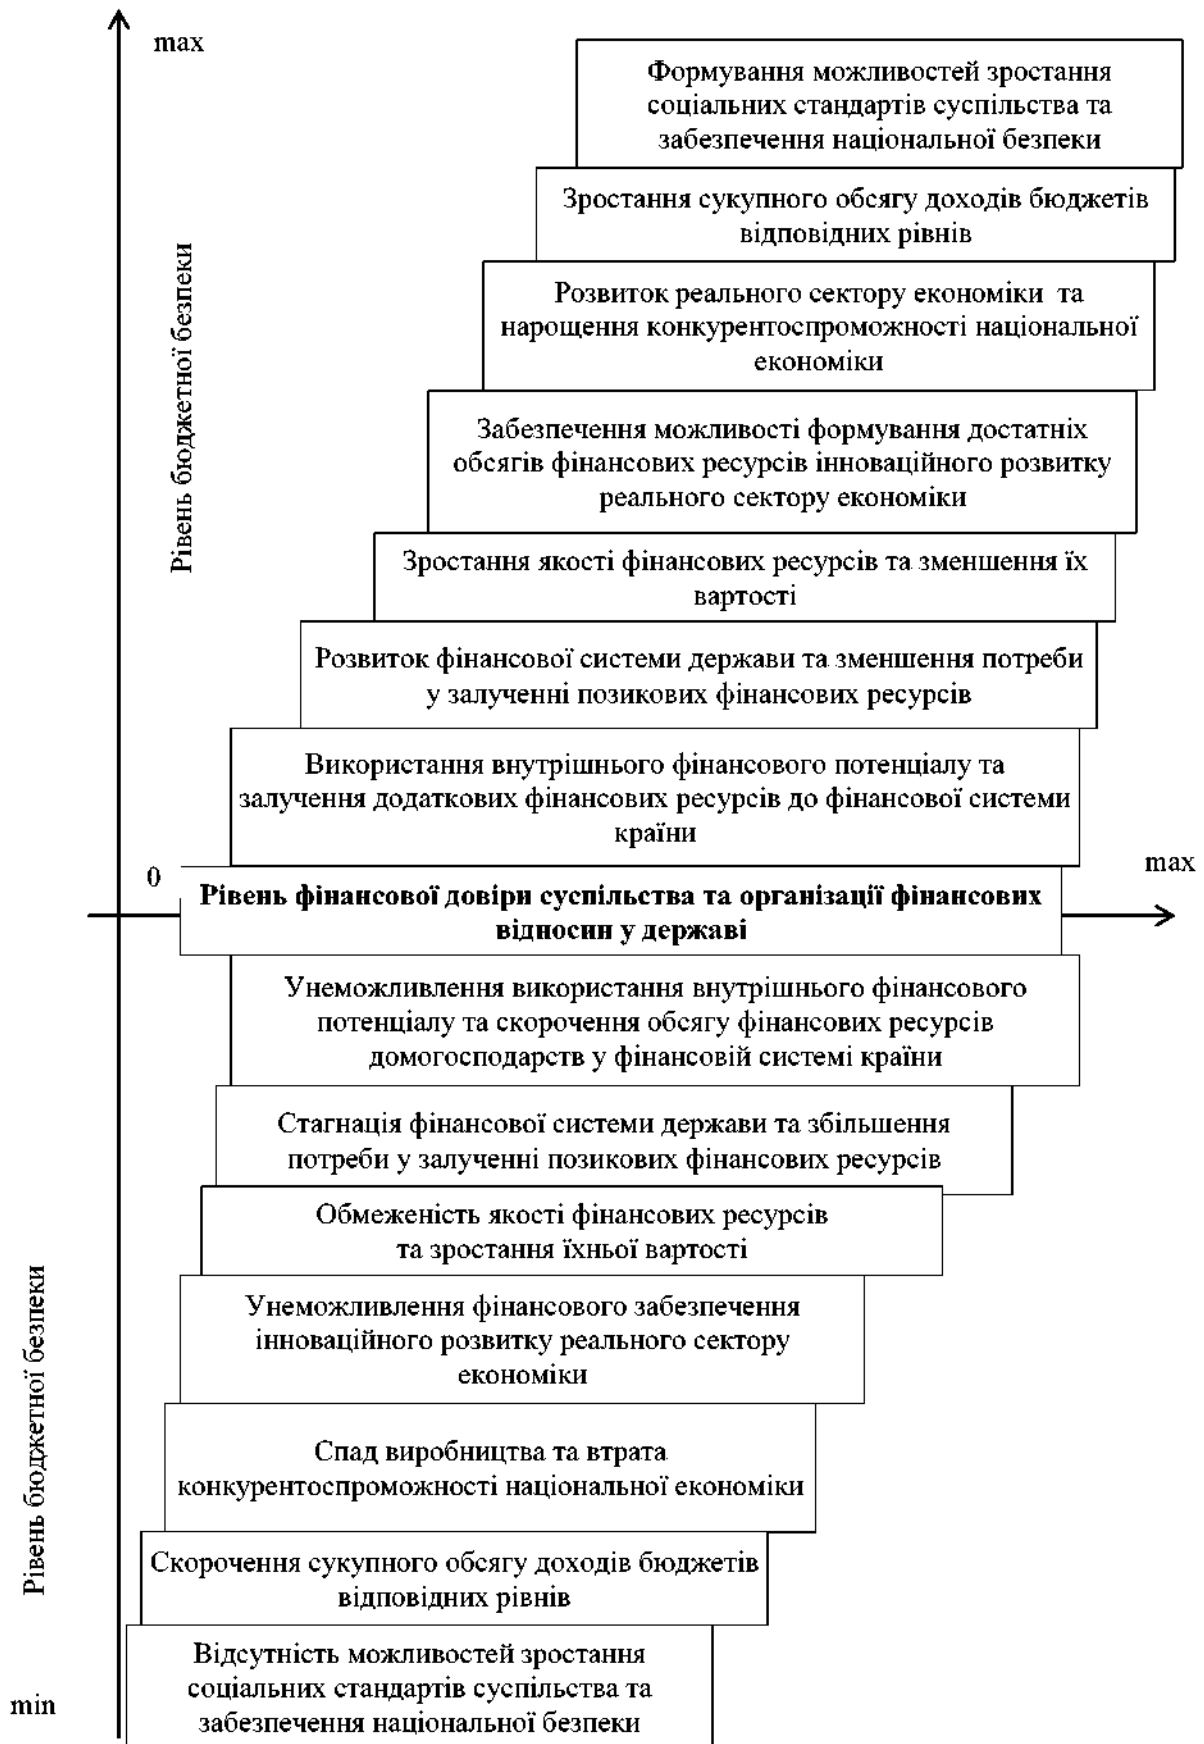 max
Формування можливостей зростання
соціальних стандартів суспільства та
забезпечення національної безпеки
Зростання сукупного обсягу доходів бюджетів
відповідних рівнів
Рівень бюджетної безпеки
Розвиток реального сектору економіки та
нарощення конкурентоспроможності національної
економіки
Забезпечення можливості формування достатніх
обсягів фінансових ресурсів інноваційного розвитку
реального сектору економіки
Зростання якості фінансових ресурсів та зменшення їх
вартості
Розвиток фінансової системи держави та зменшення потреби
у залученні позикових фінансових ресурсів
Використання внутрішнього фінансового потенціалу та
залучення додаткових фінансових ресурсів до фінансової системи
країни
0
max
Рівень фінансової довіри суспільства та організації фінансових
відносин у державі
Унеможливлення використання внутрішнього фінансового
потенціалу та скорочення обсягу фінансових ресурсів
домогосподарств у фінансовій системі країни
Стагнація фінансової системи держави та збільшення
потреби у залученні позикових фінансових ресурсів
Обмеженість якості фінансових ресурсів
та зростання їхньої вартості
Рівень бюджетної безпеки
Унеможливлення фінансового забезпечення
інноваційного розвитку реального сектору
економіки
Спад виробництва та втрата
конкурентоспроможності національної економіки
Скорочення сукупного обсягу доходів бюджетів
відповідних рівнів
Відсутність можливостей зростання
соціальних стандартів суспільства та
забезпечення національної безпеки
min